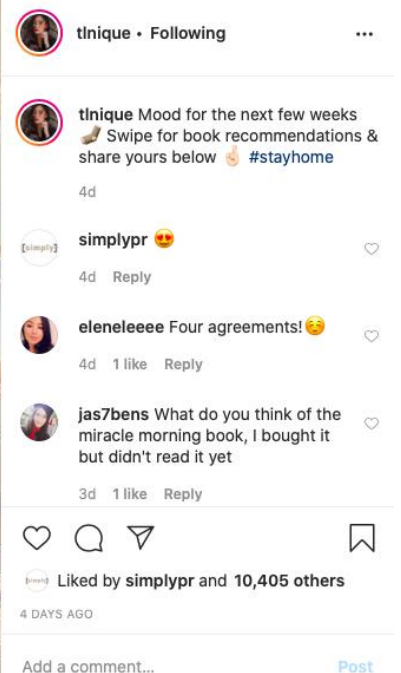 tlnique • Following
tlnique Mood for the next few weeks
Swipe for book recommendations &
share yours below #stayhome
4d
[simply]
simplypr
4d Reply
eleneleeee Four agreements!
4d 1 like Reply
jas7bens What do you think of the
miracle morning book, I bought it
but didn't read it yet
3d 1 like Reply
[simply] Liked by simplypr and 10,405 others
4 DAYS AGO
Add a comment... Post